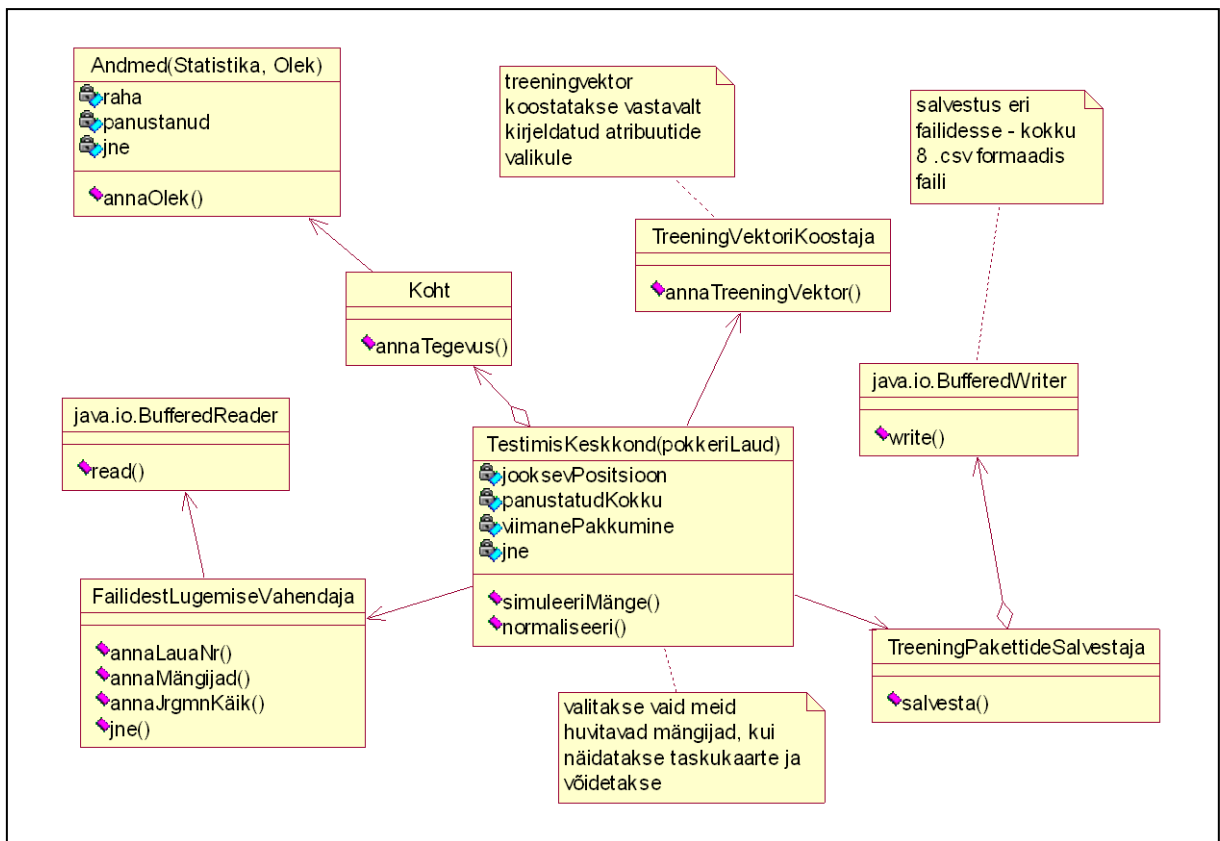 Andmed(Statistika, Olek)
raha
panustanud
jne
annaOlek()
treeningvektor
koostatakse vastavalt
kirjeldatud atribuutide
valikule
salvestus eri
failidesse - kokku
8 .csv formaadis
faili
TreeningVektoriKoostaja
annaTreeningVektor()
Koht
annaTegevus()
java.io.BufferedReader
read()
java.io.BufferedWriter
write()
TestimisKeskkond(pokkeriLaud)
jooksevPositsioon
panustatudKokku
viimanePakkumine
jne
simuleeriMänge()
normaliseeri()
FailidestLugemiseVahendaja
annaLauaNr()
annaMängijad()
annaJrgmnKäik()
jne()
TreeningPakettideSalvestaja
salvesta()
valitakse vaid meid
huvitavad mängijad, kui
näidatakse taskukaarte ja
võidetakse